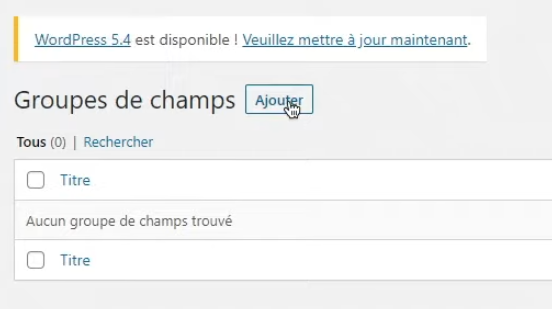 WordPress 5.4 est disponible ! Veuillez mettre à jour maintenant.
Groupes de champs Ajouter
Tous (0) | Rechercher
Titre
Aucun groupe de champs trouvé
Titre